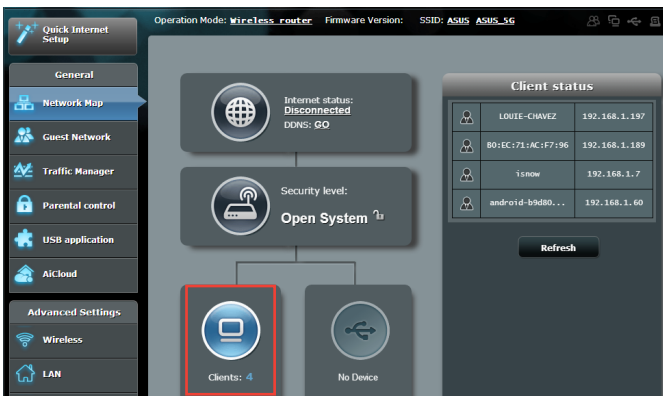 Operation Mode: Wireless router Firmware Version: SSID: ASUS ASUS_5G
Quick Internet
Setup
General
Network Map
Guest Network
Traffic Manager
Parental control
USB application
AiCloud
Advanced Settings
Wireless
LAN
Internet status:
Disconnected
DDNS: GO
Security level:
Open System
Clients: 4
No Device
Client status
LOUIE-CHAVEZ 192.168.1.197
B0:EC:71:AC:F7:96 192.168.1.189
isnow 192.168.1.7
android-b9d80... 192.168.1.60
Refresh